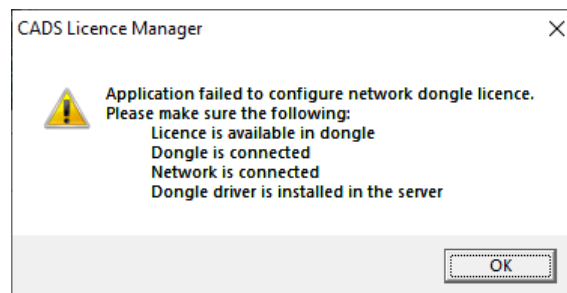 CADS Licence Manager
Application failed to configure network dongle licence.
Please make sure the following:
Licence is available in dongle
Dongle is connected
Network is connected
Dongle driver is installed in the server
OK